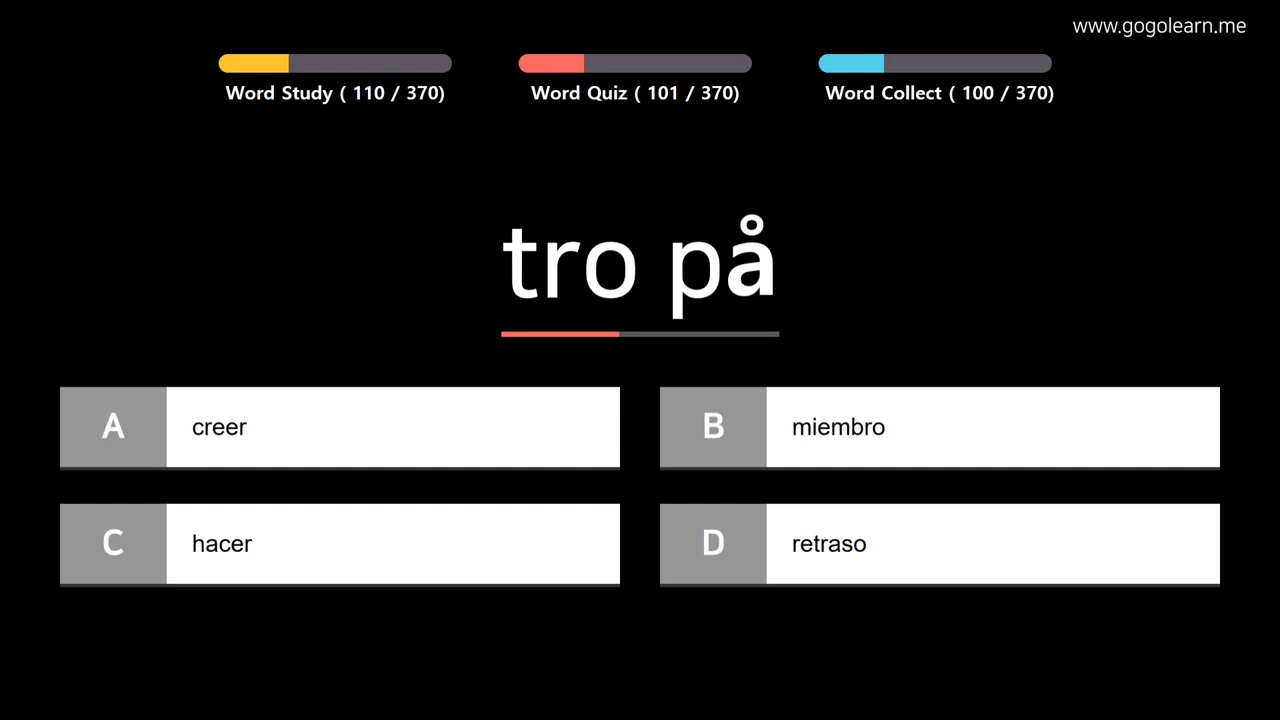 www.gogolearn.me
Word Study ( 110 / 370)
Word Quiz ( 101 / 370)
Word Collect ( 100 / 370)
tro på
A creer
B miembro
C hacer
D retraso